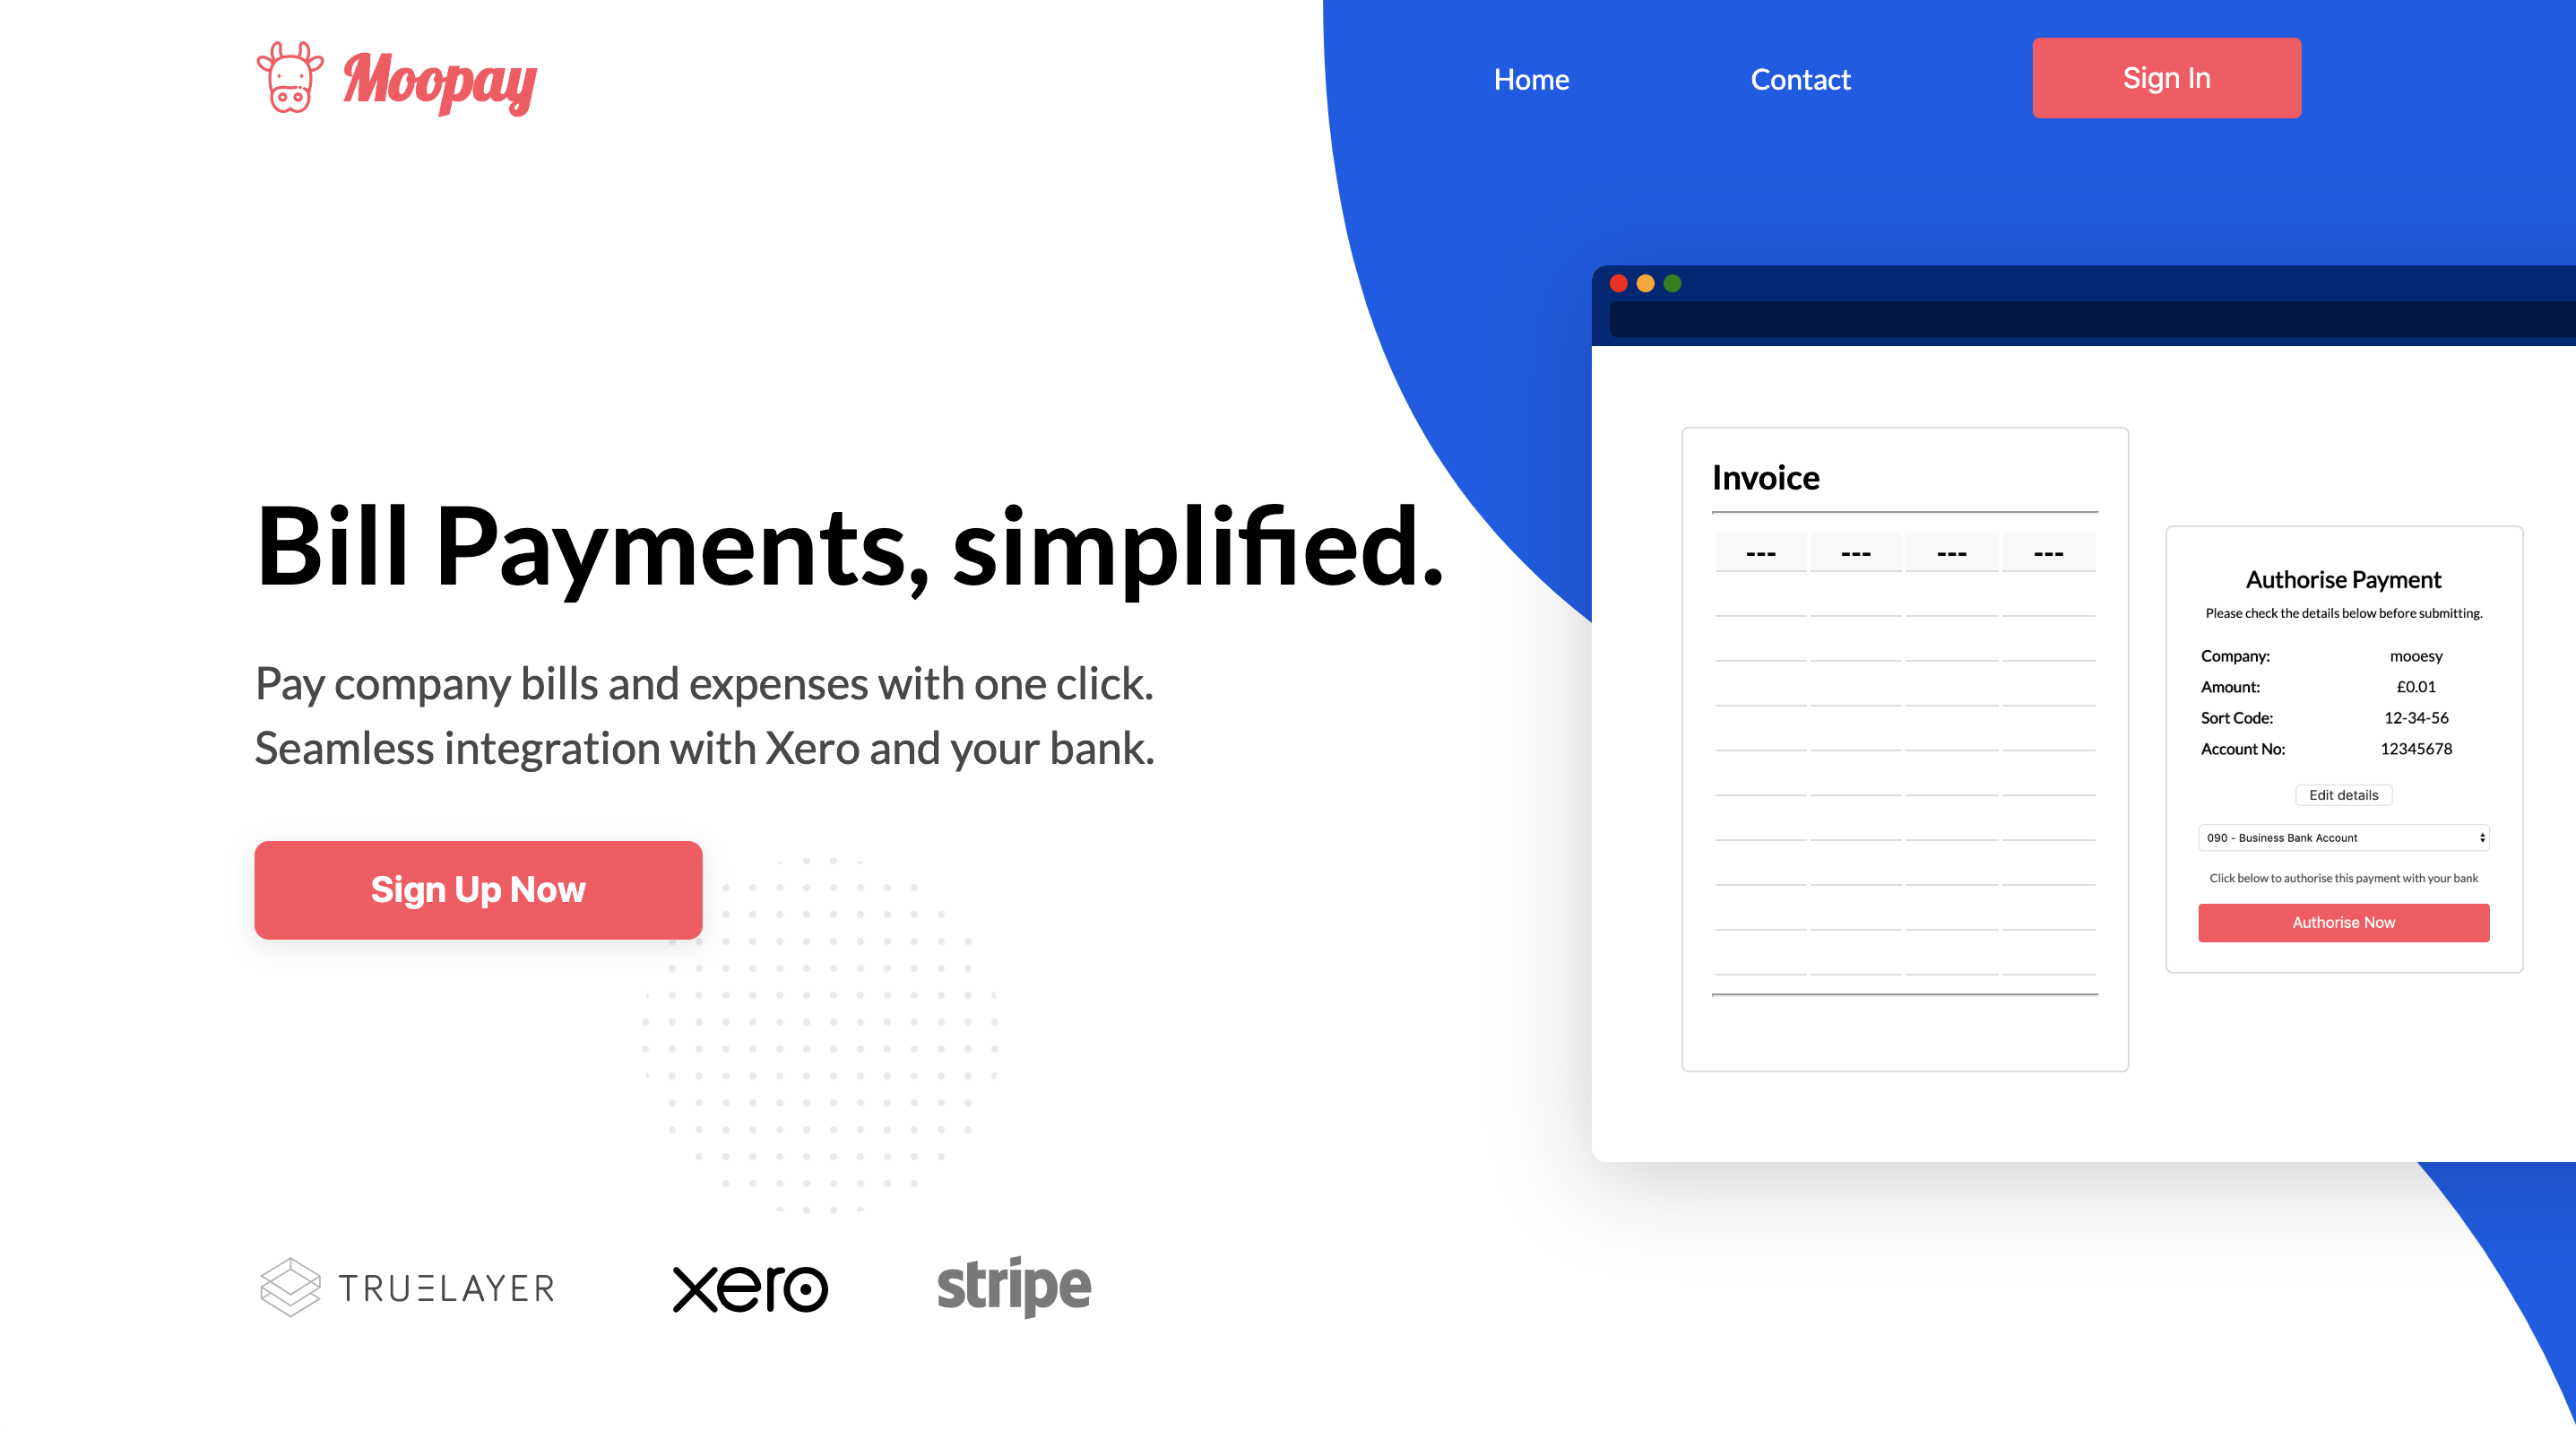 Moopay
Home
Contact
Sign In
Bill Payments, simplified.
Pay company bills and expenses with one click.
Seamless integration with Xero and your bank.
Sign Up Now
TRUELAYER
xero
stripe
Invoice
--- --- --- ---
Authorise Payment
Please check the details below before submitting.
Company: mooesy
Amount: £0.01
Sort Code: 12-34-56
Account No: 12345678
Edit details
090 - Business Bank Account
Click below to authorise this payment with your bank
Authorise Now